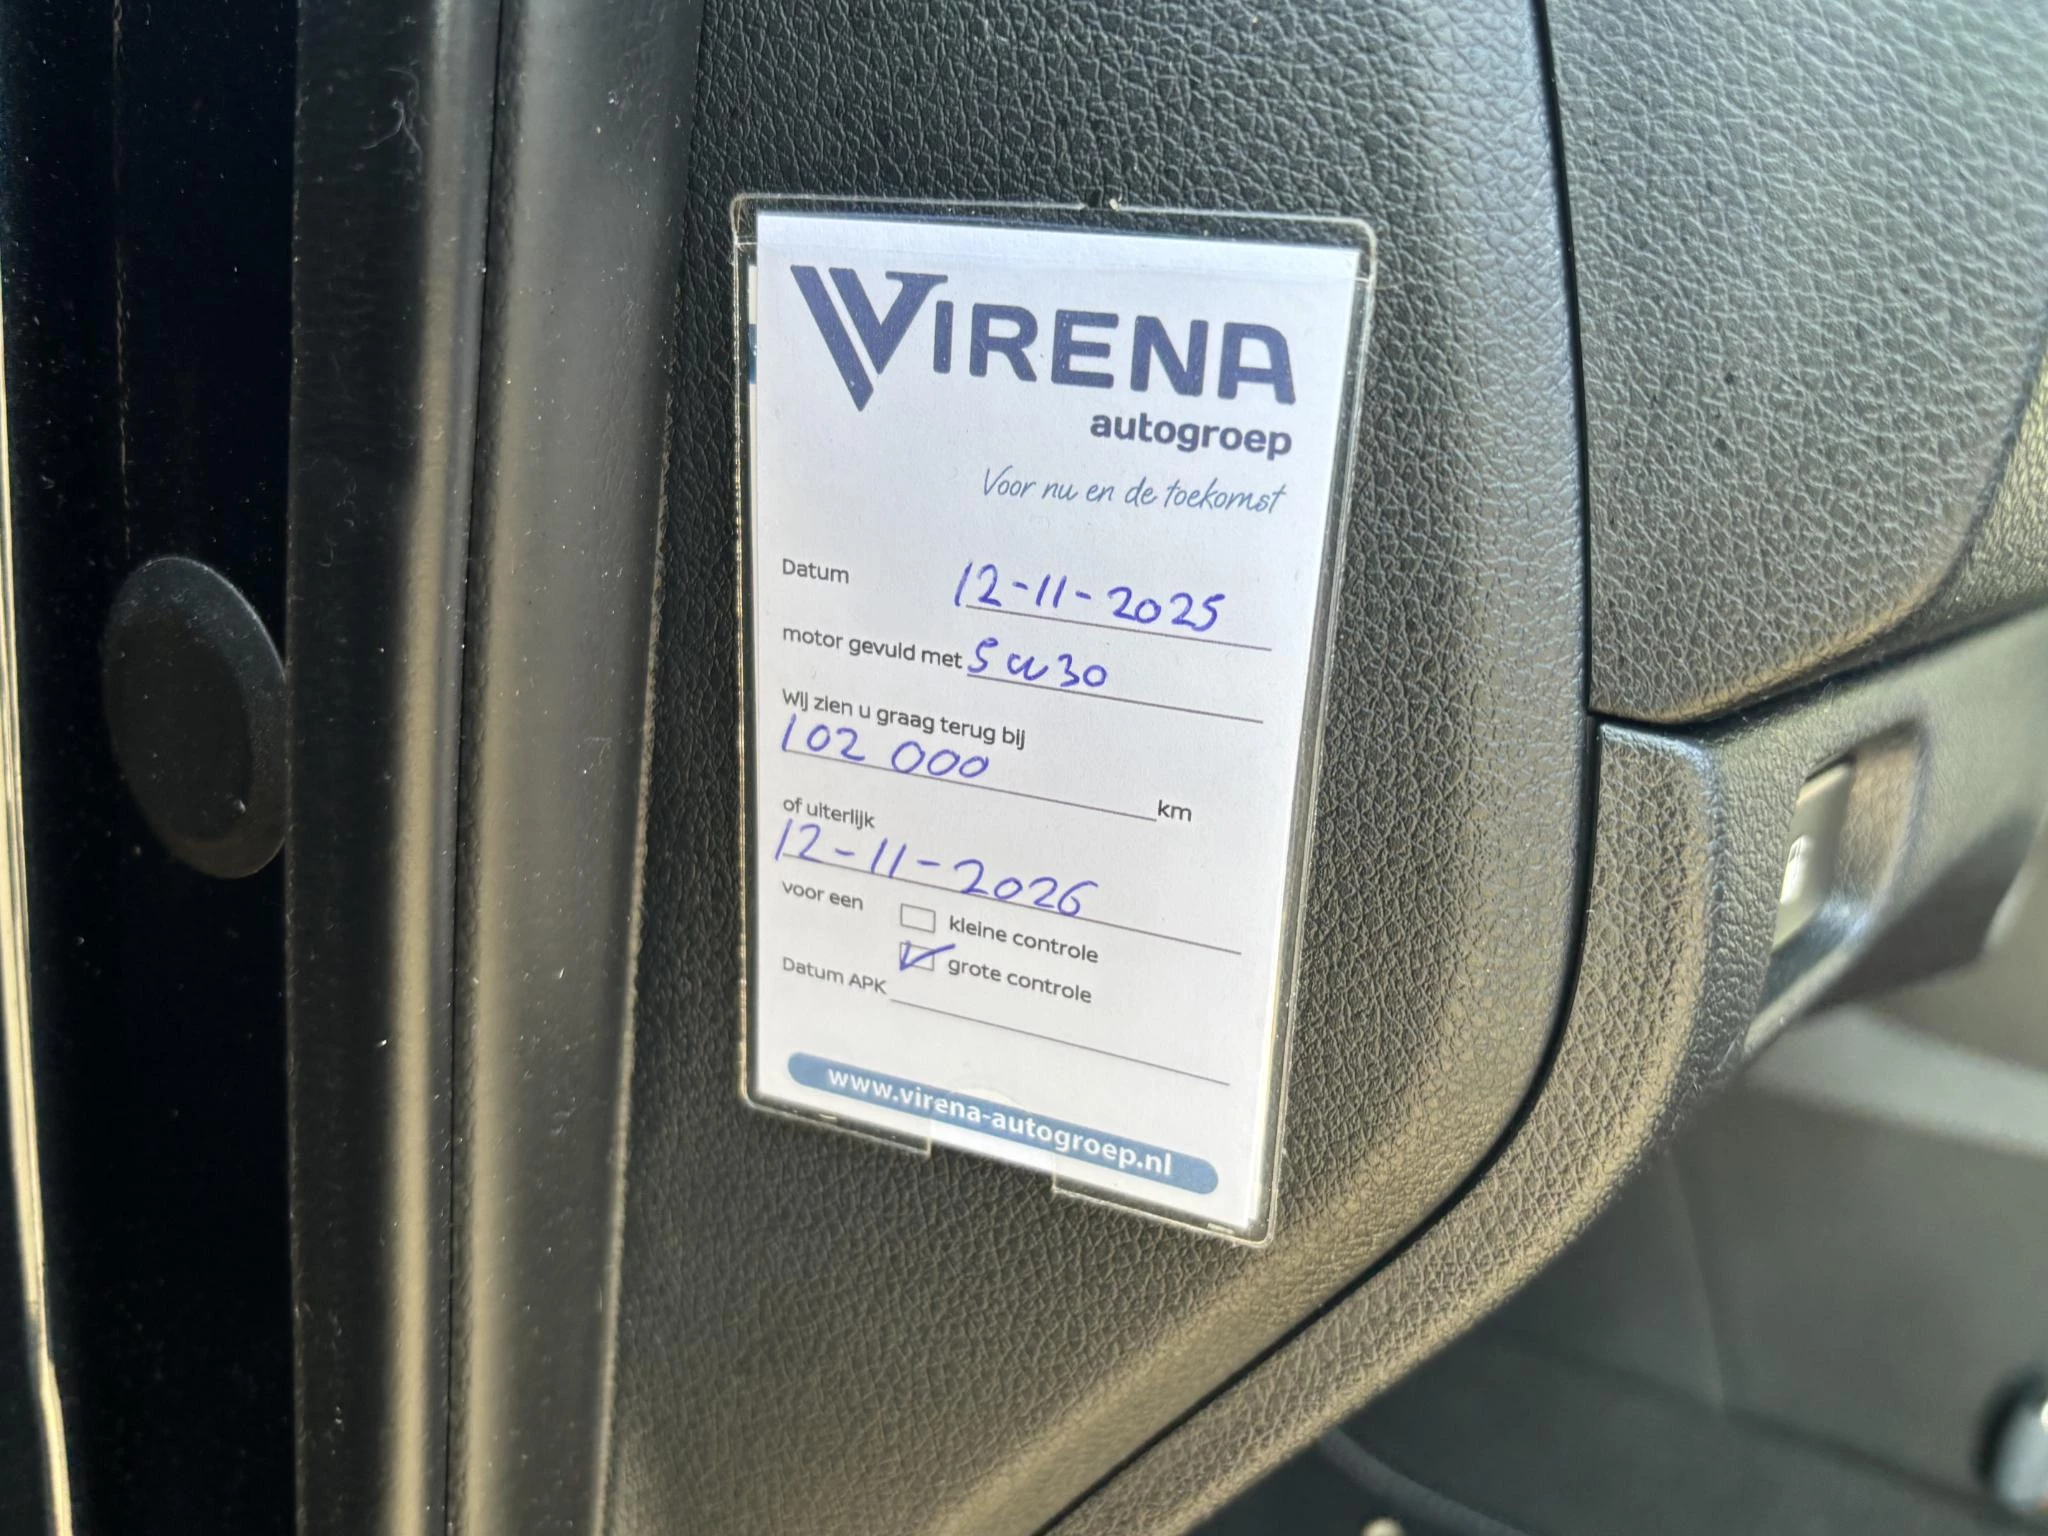 VIRENA
autogroep
Voor nu en de toekomst
Datum 12-11-2025
motor gevuld met 5w30
Wij zien u graag terug bij
102 000 km
of uiterlijk
12-11-2026
voor een
kleine controle
grote controle
Datum APK
www.virena-autogroep.nl